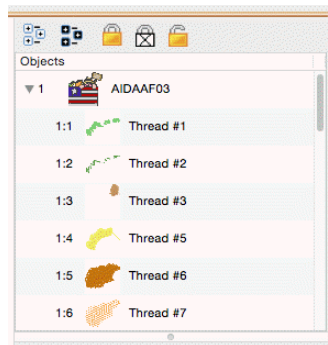 Objects
1 AIDAAF03
1:1 Thread #1
1:2 Thread #2
1:3 Thread #3
1:4 Thread #5
1:5 Thread #6
1:6 Thread #7